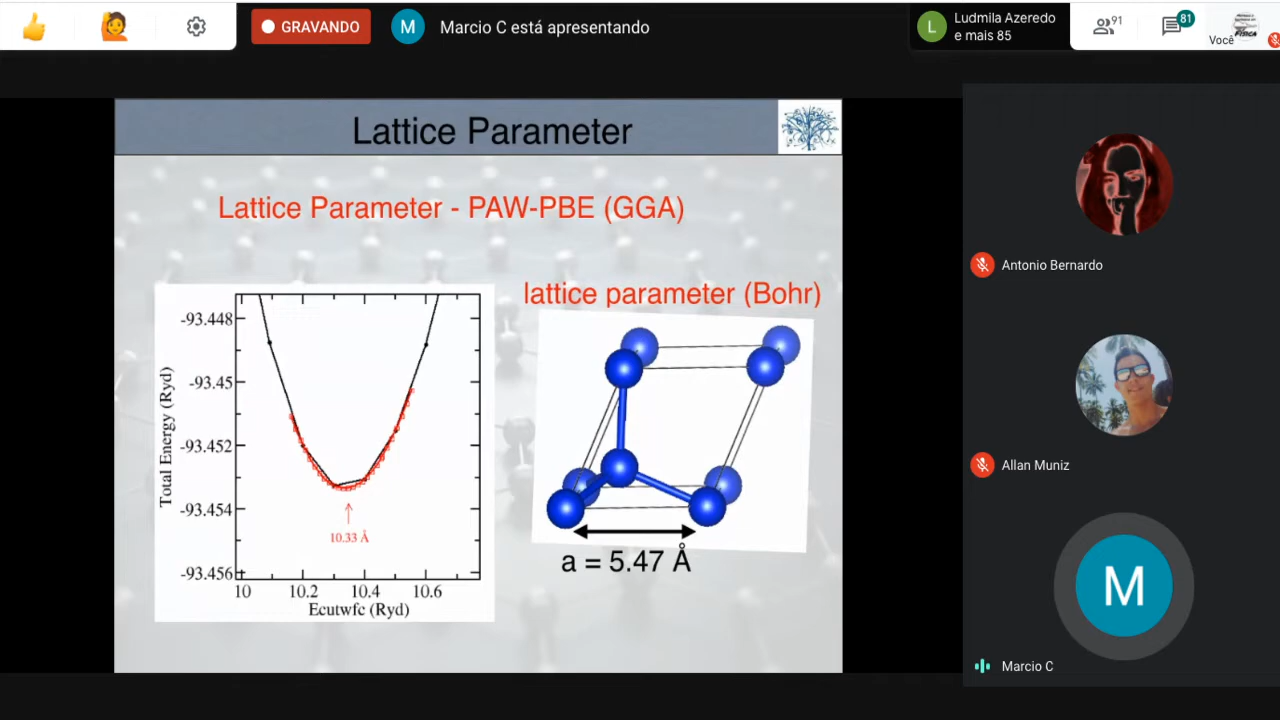 GRAVANDO
M
Marcio C está apresentando
L
Ludmila Azeredo
e mais 85
91
81
Você
FÍSICA
Lattice Parameter
Lattice Parameter - PAW-PBE (GGA)
lattice parameter (Bohr)
Total Energy (Ryd)
-93.448
-93.45
-93.452
-93.454
-93.456
10.33 Å
10
10.2
10.4
10.6
Ecutwfc (Ryd)
a = 5.47 Å
Antonio Bernardo
Allan Muniz
M
Marcio C